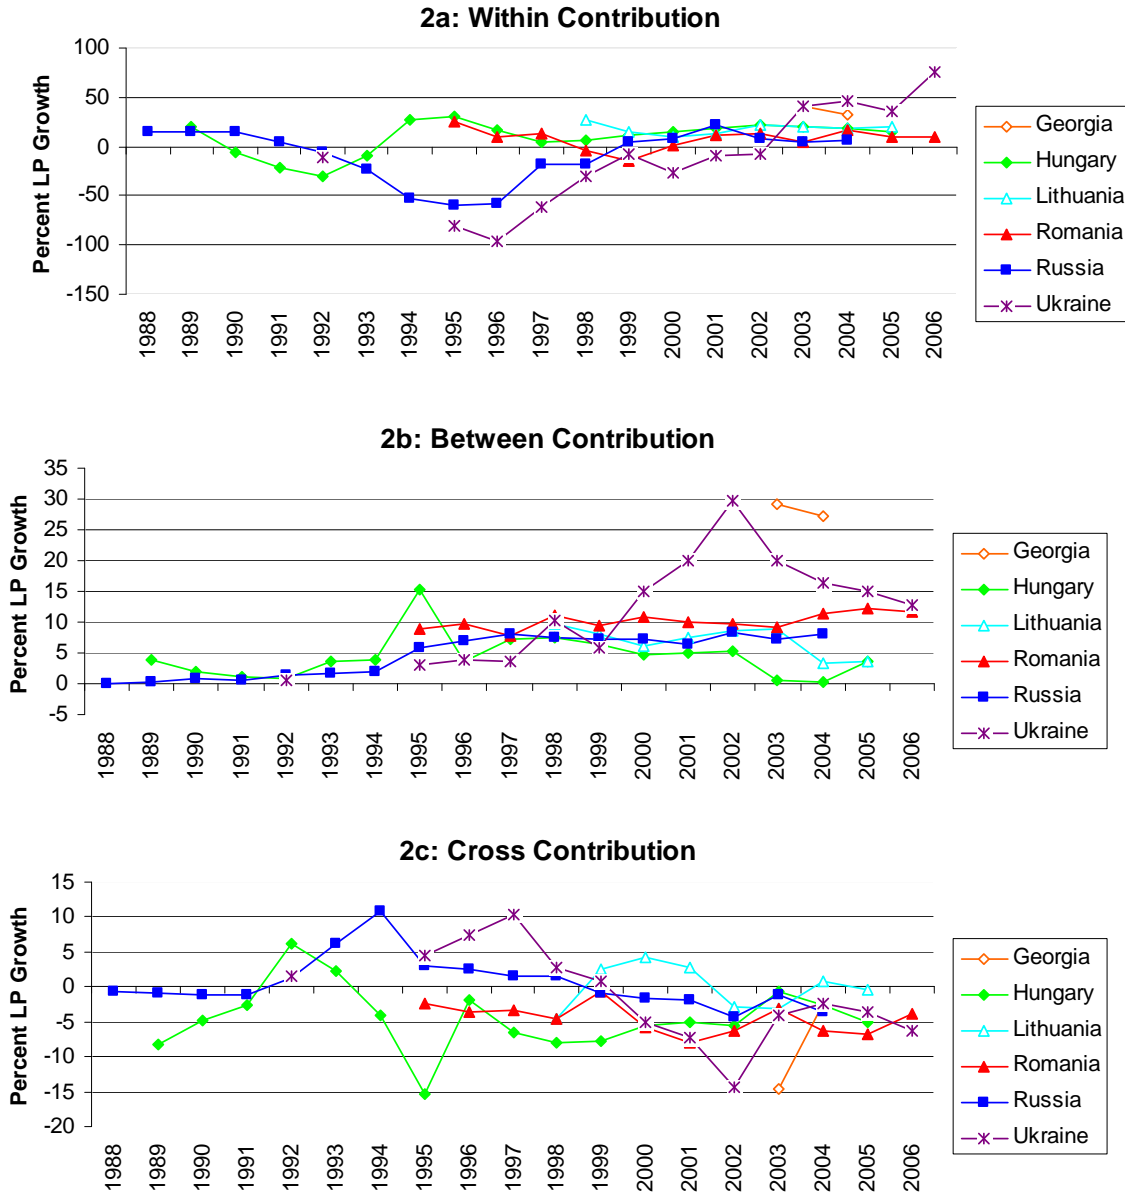 2a: Within Contribution
Percent LP Growth
100
50
0
-50
-100
-150
1988 1989 1990 1991 1992 1993 1994 1995 1996 1997 1998 1999 2000 2001 2002 2003 2004 2005 2006
Georgia
Hungary
Lithuania
Romania
Russia
Ukraine
2b: Between Contribution
Percent LP Growth
35
30
25
20
15
10
5
0
-5
1988 1989 1990 1991 1992 1993 1994 1995 1996 1997 1998 1999 2000 2001 2002 2003 2004 2005 2006
Georgia
Hungary
Lithuania
Romania
Russia
Ukraine
2c: Cross Contribution
Percent LP Growth
15
10
5
0
-5
-10
-15
-20
1988 1989 1990 1991 1992 1993 1994 1995 1996 1997 1998 1999 2000 2001 2002 2003 2004 2005 2006
Georgia
Hungary
Lithuania
Romania
Russia
Ukraine